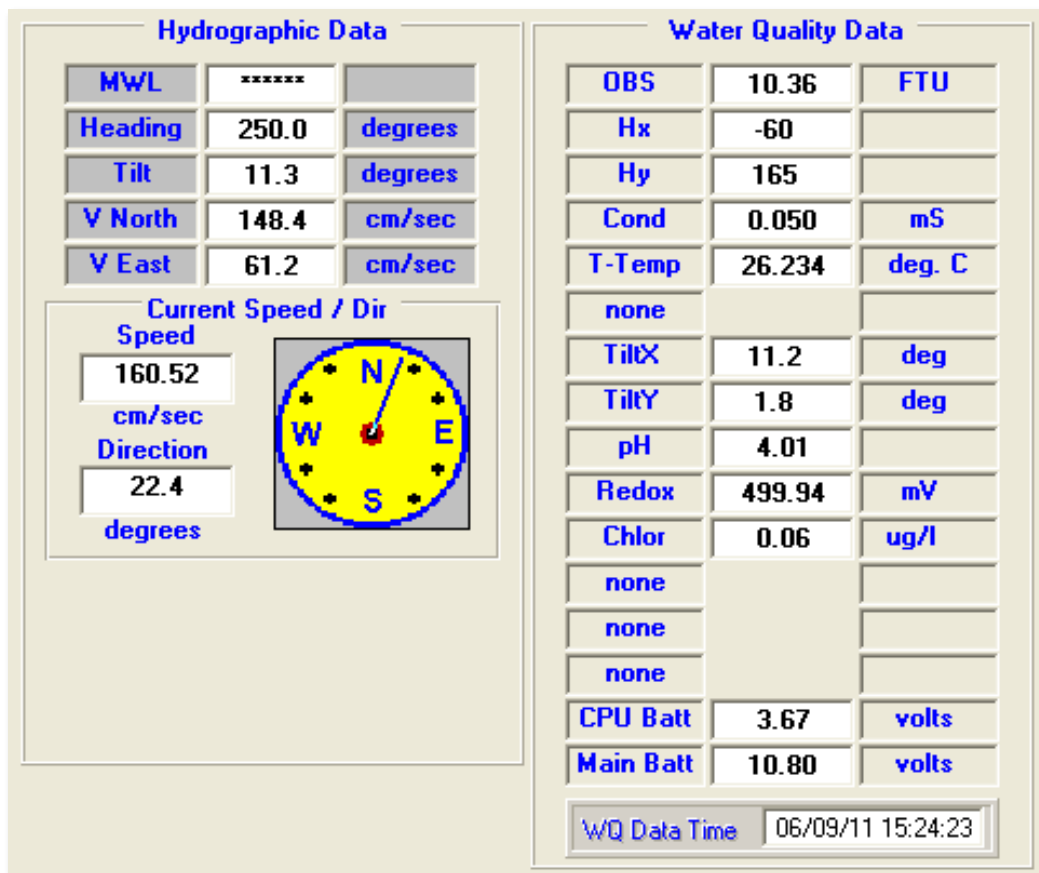 Hydrographic Data
MWL ******
Heading 250.0 degrees
Tilt 11.3 degrees
V North 148.4 cm/sec
V East 61.2 cm/sec
Current Speed / Dir
Speed
160.52
cm/sec
Direction
22.4
degrees
N
W E
S
Water Quality Data
OBS 10.36 FTU
Hx -60
Hy 165
Cond 0.050 mS
T-Temp 26.234 deg. C
none
TiltX 11.2 deg
TiltY 1.8 deg
pH 4.01
Redox 499.94 mV
Chlor 0.06 ug/l
none
none
none
CPU Batt 3.67 volts
Main Batt 10.80 volts
WQ Data Time 06/09/11 15:24:23